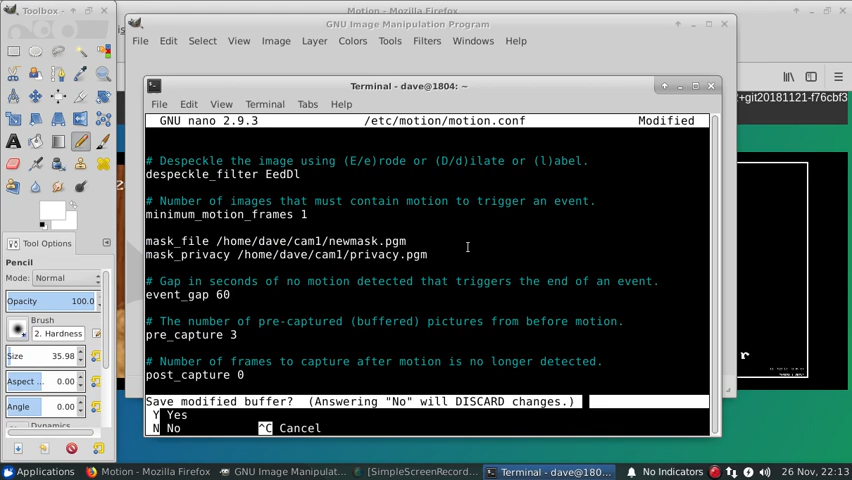 Toolbox
Motion - Mozilla Firefox
GNU Image Manipulation Program
File Edit Select View Image Layer Colors Tools Filters Windows Help
Terminal - dave@1804: ~
File Edit View Terminal Tabs Help
+git20181121-f76cbf3
GNU nano 2.9.3 /etc/motion/motion.conf Modified
# Despeckle the image using (E/e)rode or (D/d)ilate or (l)abel.
despeckle_filter EedDl
# Number of images that must contain motion to trigger an event.
minimum_motion_frames 1
mask_file /home/dave/cam1/newmask.pgm
mask_privacy /home/dave/cam1/privacy.pgm
# Gap in seconds of no motion detected that triggers the end of an event.
event_gap 60
# The number of pre-captured (buffered) pictures from before motion.
pre_capture 3
# Number of frames to capture after motion is no longer detected.
post_capture 0
Save modified buffer? (Answering "No" will DISCARD changes.)
Y Yes
N No ^C Cancel
Tool Options
Pencil
Mode: Normal
Opacity 100.0
Brush
2. Hardness
Size 35.98
Aspect ... 0.00
Angle 0.00
Dynamics
Applications
Motion - Mozilla Firefox
GNU Image Manipulat...
[SimpleScreenRecord...
Terminal - dave@180...
No Indicators
26 Nov, 22:13